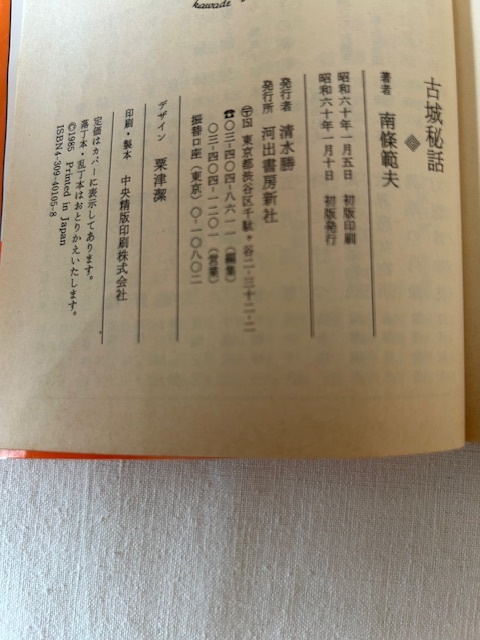 kawade
古城秘話
著者 南條範夫
昭和六十年一月五日 初版印刷
昭和六十年一月十日 初版発行
発行者 清水勝
発行所 河出書房新社
〒151 東京都渋谷区千駄ヶ谷二-三十二-二
☎〇三-四〇四-八六一一(編集)
〇三-四〇四-一二〇一(営業)
振替口座(東京)〇-一〇八〇二
デザイン 粟津潔
印刷・製本 中央精版印刷株式会社
定価はカバーに表示してあります。
落丁本・乱丁本はおとりかえいたします。
©1985 Printed in Japan
ISBN4-309-40105-8